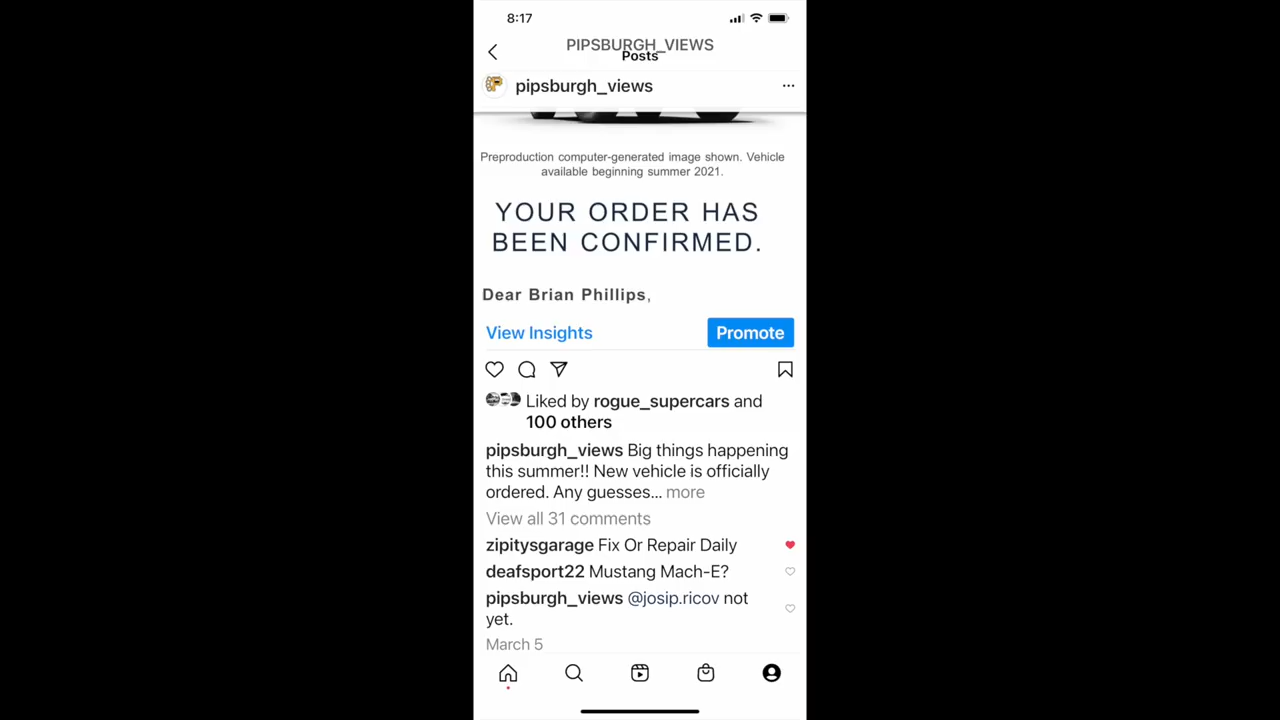 8:17
PIPSBURGH_VIEWS
Posts
pipsburgh_views
Preproduction computer-generated image shown. Vehicle
available beginning summer 2021.
YOUR ORDER HAS
BEEN CONFIRMED.
Dear Brian Phillips,
View Insights
Promote
Liked by rogue_supercars and
100 others
pipsburgh_views Big things happening
this summer!! New vehicle is officially
ordered. Any guesses... more
View all 31 comments
zipitysgarage Fix Or Repair Daily
deafsport22 Mustang Mach-E?
pipsburgh_views @josip.ricov not
yet.
March 5